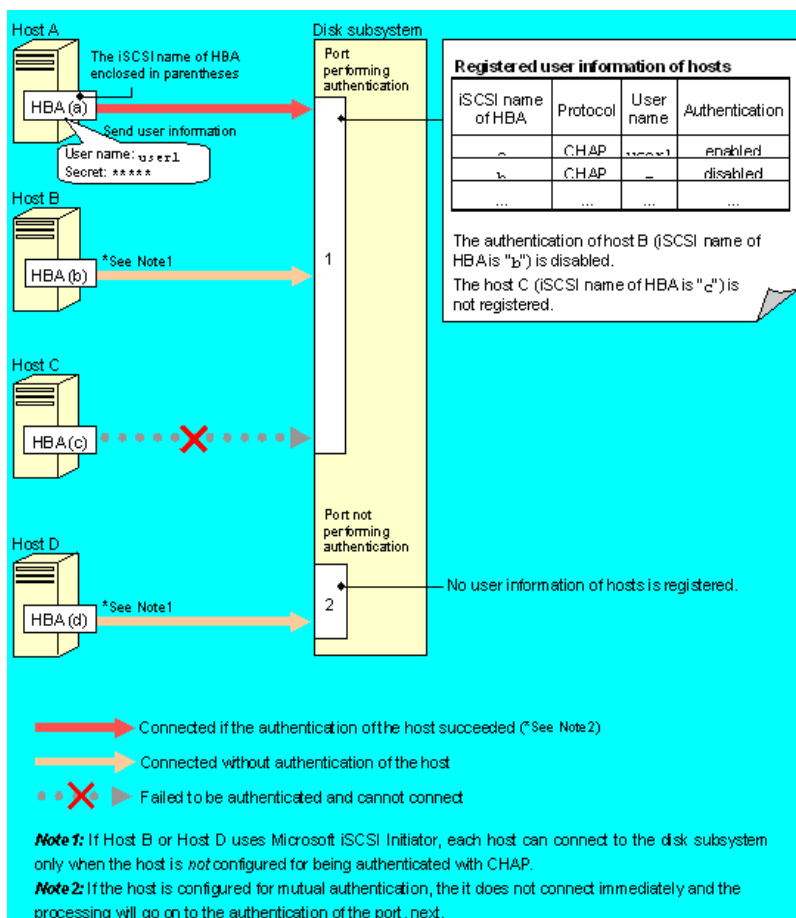 Host A
Disk subsystem
The iSCSI name of HBA
enclosed in parentheses
Port
performing
authentication
HBA(a)
Send user information
User name: user1
Secret: *****
Registered user information of hosts
iSCSI name of HBA Protocol User name Authentication
a CHAP user1 enabled
b CHAP – disabled
... ... ... ...
The authentication of host B (iSCSI name of
HBA is "b") is disabled.
The host C (iSCSI name of HBA is "c") is
not registered.
Host B
*See Note1
HBA(b)
1
Host C
HBA(c)
Port not
performing
authentication
Host D
*See Note1
HBA(d)
2
No user information of hosts is registered.
Connected if the authentication of the host succeeded (*See Note2)
Connected without authentication of the host
Failed to be authenticated and cannot connect
Note1: If Host B or Host D uses Microsoft iSCSI Initiator, each host can connect to the disk subsystem
only when the host is not configured for being authenticated with CHAP.
Note2: If the host is configured for mutual authentication, the it does not connect immediately and the
processing will go on to the authentication of the port, next.